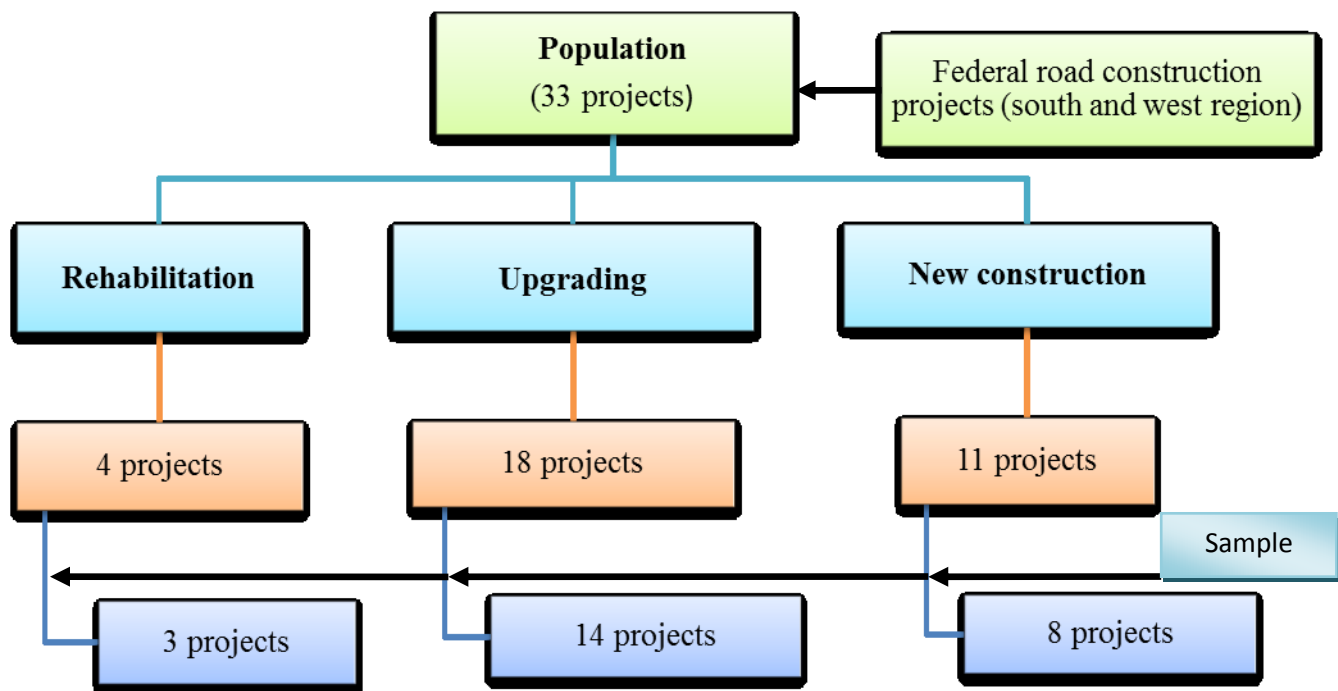 Population
(33 projects)
Federal road construction
projects (south and west region)
Rehabilitation
Upgrading
New construction
4 projects
18 projects
11 projects
Sample
3 projects
14 projects
8 projects